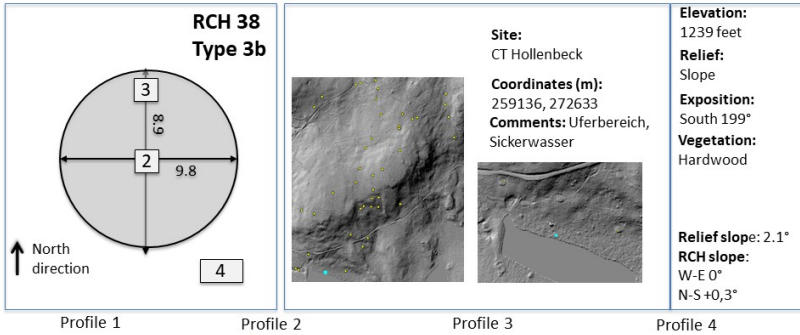 RCH 38
Type 3b
3
8.9
2
9.8
North
direction
4
Site:
CT Hollenbeck
Coordinates (m):
259136, 272633
Comments: Uferbereich,
Sickerwasser
Elevation:
1239 feet
Relief:
Slope
Exposition:
South 199°
Vegetation:
Hardwood
Relief slope: 2.1°
RCH slope:
W-E 0°
N-S +0,3°
Profile 1
Profile 2
Profile 3
Profile 4